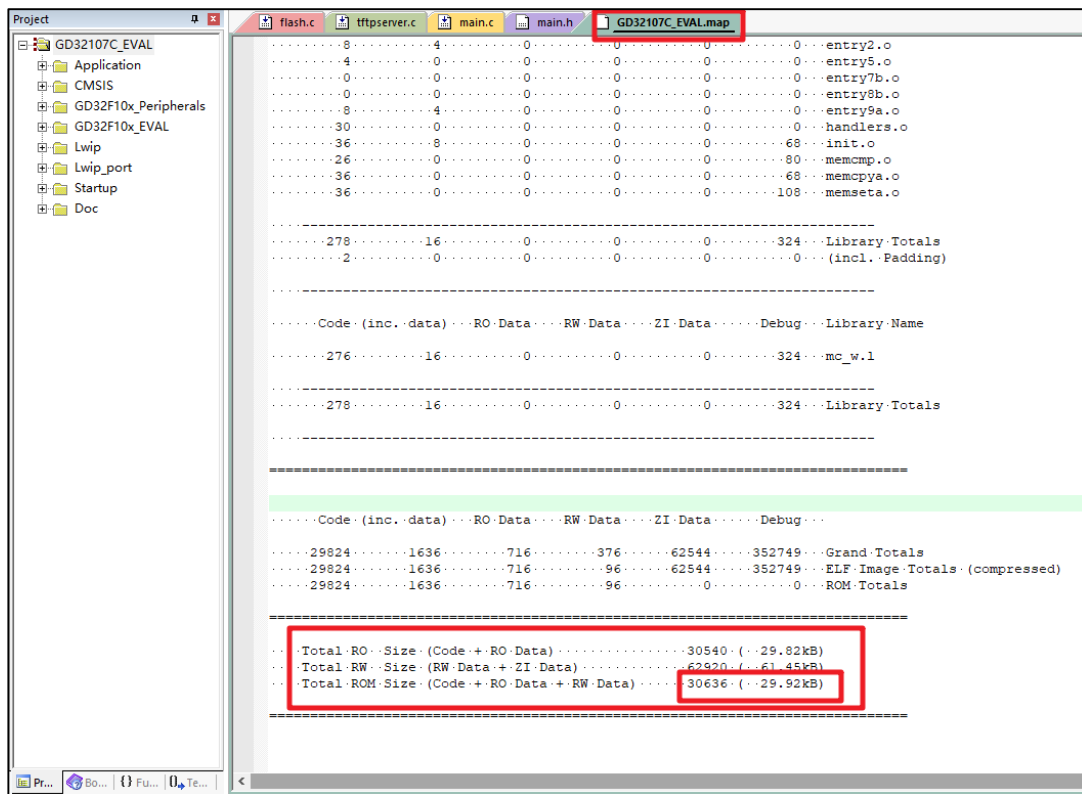 Project
GD32107C_EVAL
Application
CMSIS
GD32F10x_Peripherals
GD32F10x_EVAL
Lwip
Lwip_port
Startup
Doc
Pr... Bo... {} Fu... Te...
flash.c tftpserver.c main.c main.h GD32107C_EVAL.map
8 4 0 0 0 0 entry2.o
4 0 0 0 0 0 entry5.o
0 0 0 0 0 0 entry7b.o
0 0 0 0 0 0 entry8b.o
8 4 0 0 0 0 entry9a.o
30 0 0 0 0 0 handlers.o
36 8 0 0 0 68 init.o
26 0 0 0 0 80 memcmp.o
36 0 0 0 0 68 memcpya.o
36 0 0 0 0 108 memseta.o
----------------------------------------------------------------------
278 16 0 0 0 324 Library Totals
2 0 0 0 0 0 (incl. Padding)
----------------------------------------------------------------------
Code (inc. data) RO Data RW Data ZI Data Debug Library Name
276 16 0 0 0 324 mc_w.l
----------------------------------------------------------------------
278 16 0 0 0 324 Library Totals
----------------------------------------------------------------------
==============================================================================
Code (inc. data) RO Data RW Data ZI Data Debug
29824 1636 716 376 62544 352749 Grand Totals
29824 1636 716 96 62544 352749 ELF Image Totals (compressed)
29824 1636 716 96 0 0 ROM Totals
==============================================================================
Total RO Size (Code + RO Data) 30540 ( 29.82kB)
Total RW Size (RW Data + ZI Data) 62920 ( 61.45kB)
Total ROM Size (Code + RO Data + RW Data) 30636 ( 29.92kB)
==============================================================================